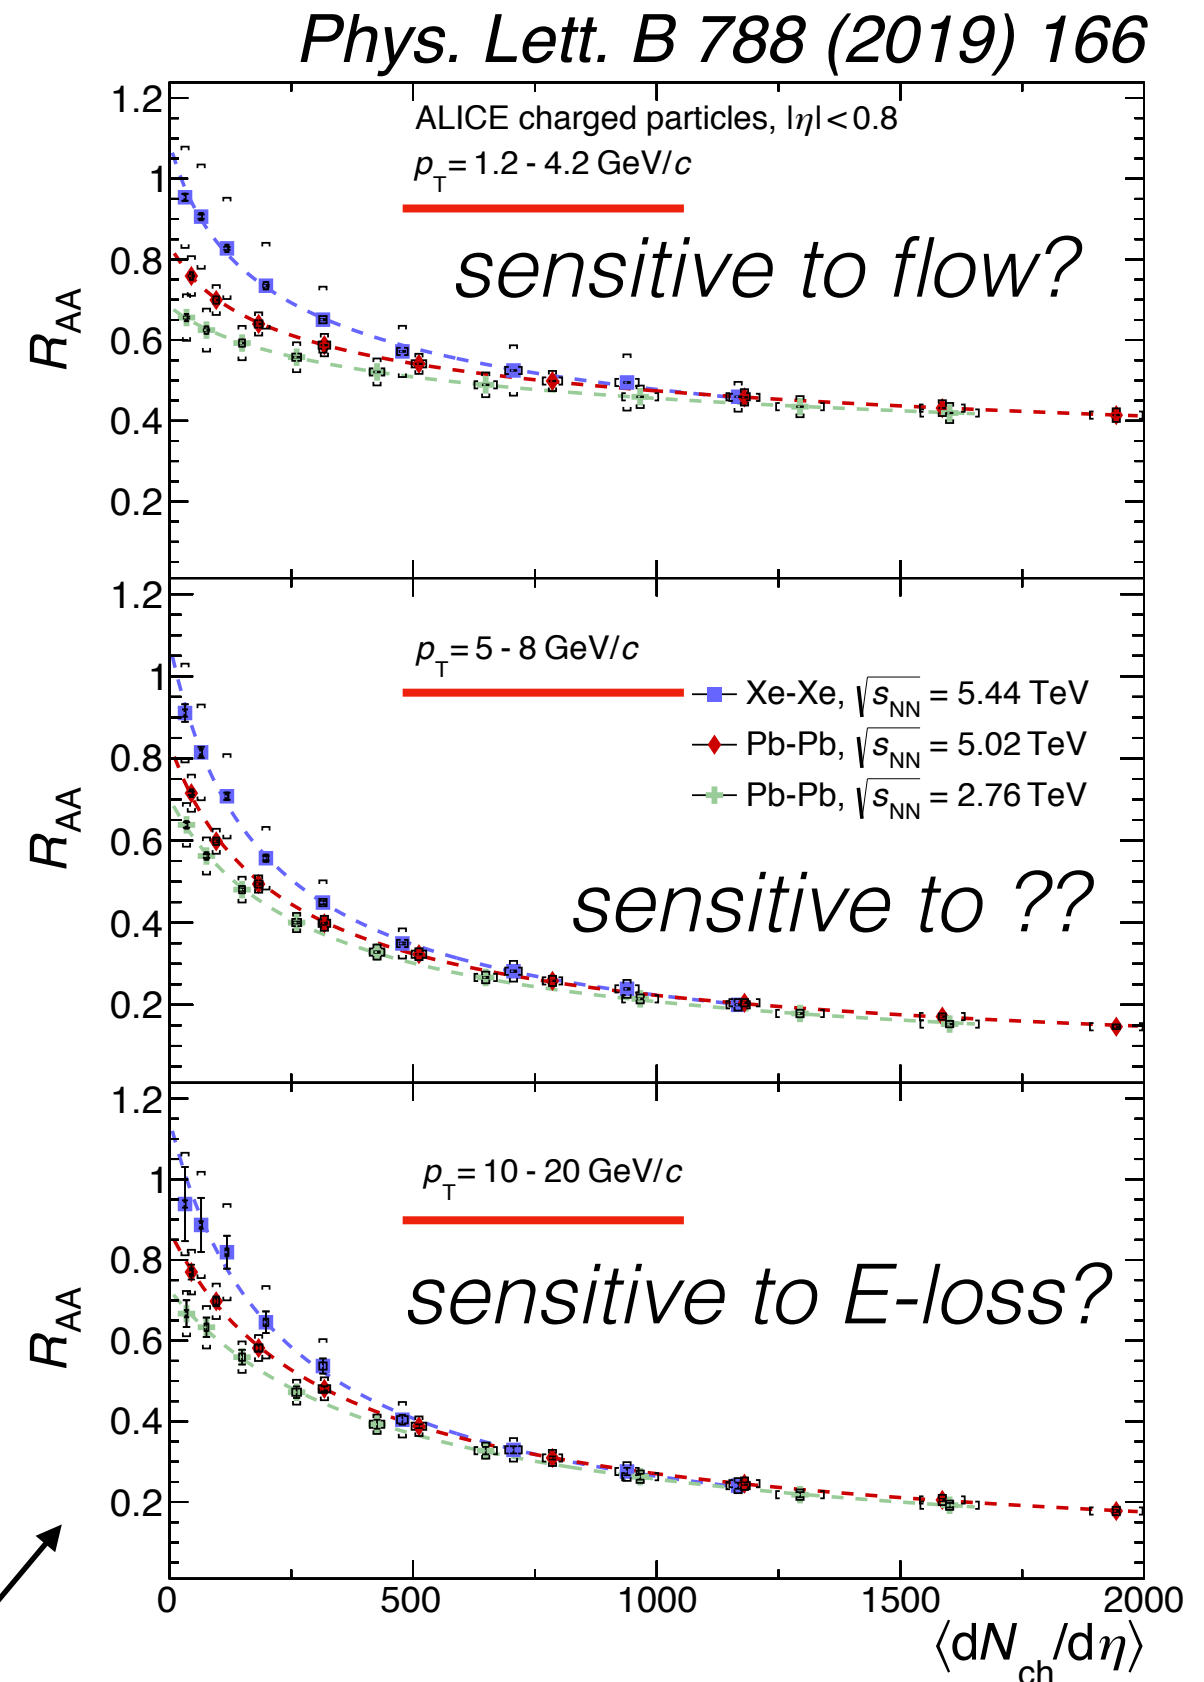 Phys. Lett. B 788 (2019) 166
ALICE charged particles, |η| < 0.8
p_T = 1.2 - 4.2 GeV/c
sensitive to flow?
R_AA
1.2
1
0.8
0.6
0.4
0.2
p_T = 5 - 8 GeV/c
Xe-Xe, √s_NN = 5.44 TeV
Pb-Pb, √s_NN = 5.02 TeV
Pb-Pb, √s_NN = 2.76 TeV
sensitive to ??
R_AA
1.2
1
0.8
0.6
0.4
0.2
p_T = 10 - 20 GeV/c
sensitive to E-loss?
R_AA
1.2
1
0.8
0.6
0.4
0.2
0 500 1000 1500 2000
⟨dN_ch/dη⟩